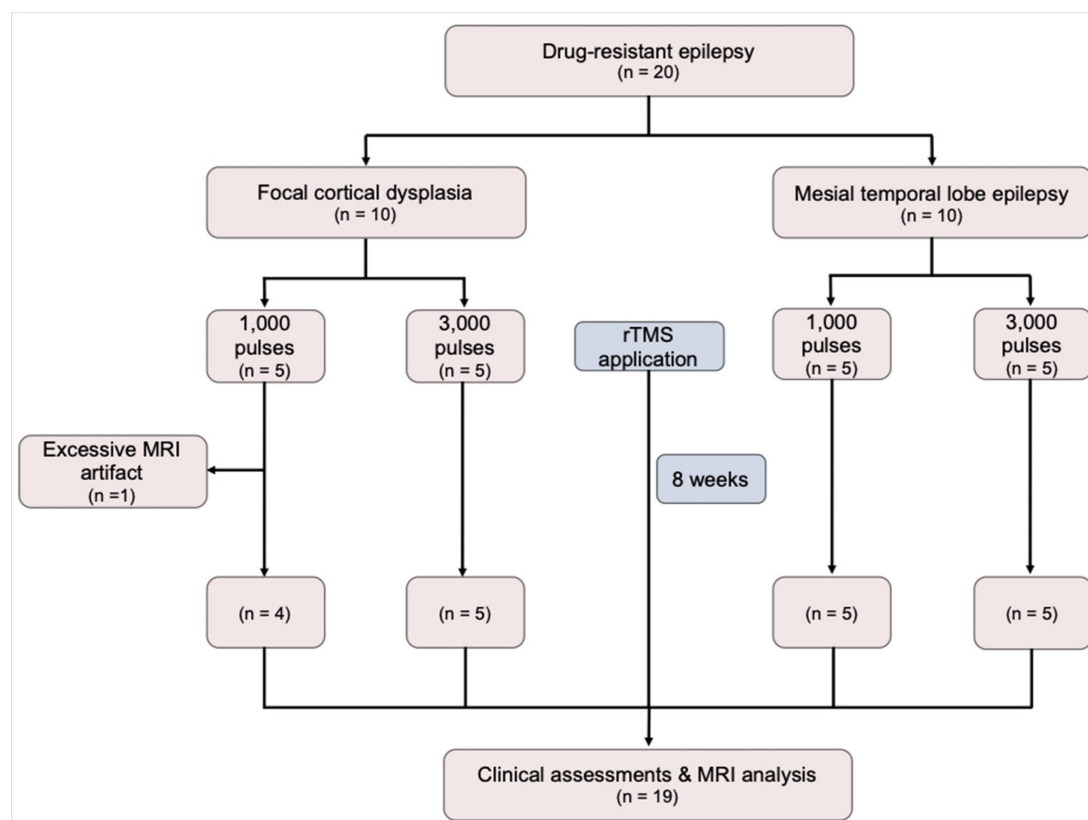 Drug-resistant epilepsy
(n = 20)
Focal cortical dysplasia
(n = 10)
Mesial temporal lobe epilepsy
(n = 10)
1,000
pulses
(n = 5)
3,000
pulses
(n = 5)
rTMS
application
1,000
pulses
(n = 5)
3,000
pulses
(n = 5)
Excessive MRI
artifact
(n =1)
8 weeks
(n = 4)
(n = 5)
(n = 5)
(n = 5)
Clinical assessments & MRI analysis
(n = 19)